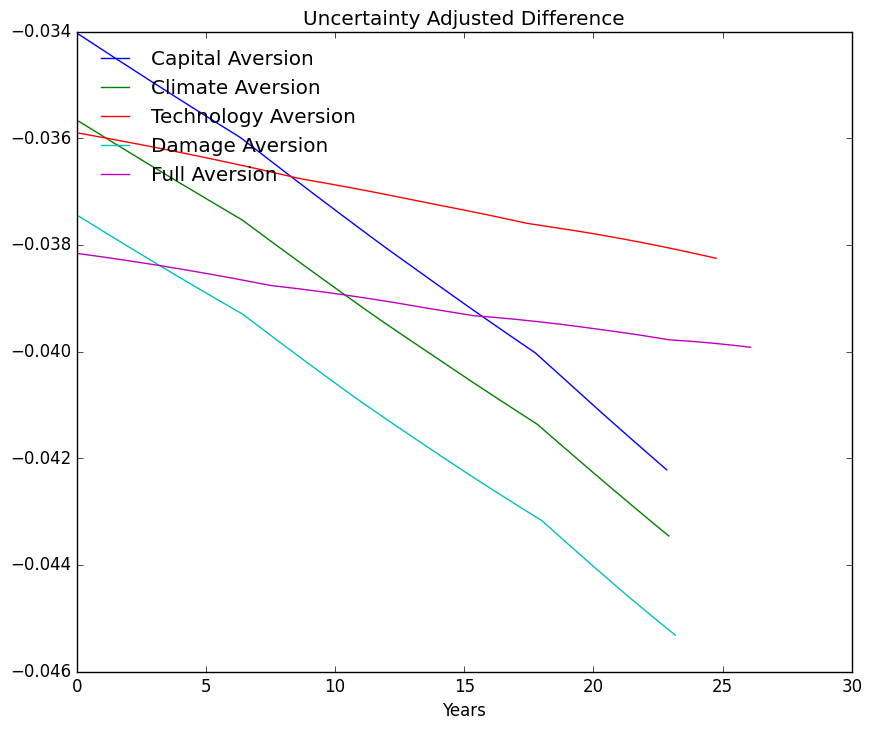 Uncertainty Adjusted Difference
−0.034
−0.036
−0.038
−0.040
−0.042
−0.044
−0.046
Capital Aversion
Climate Aversion
Technology Aversion
Damage Aversion
Full Aversion
0 5 10 15 20 25 30
Years